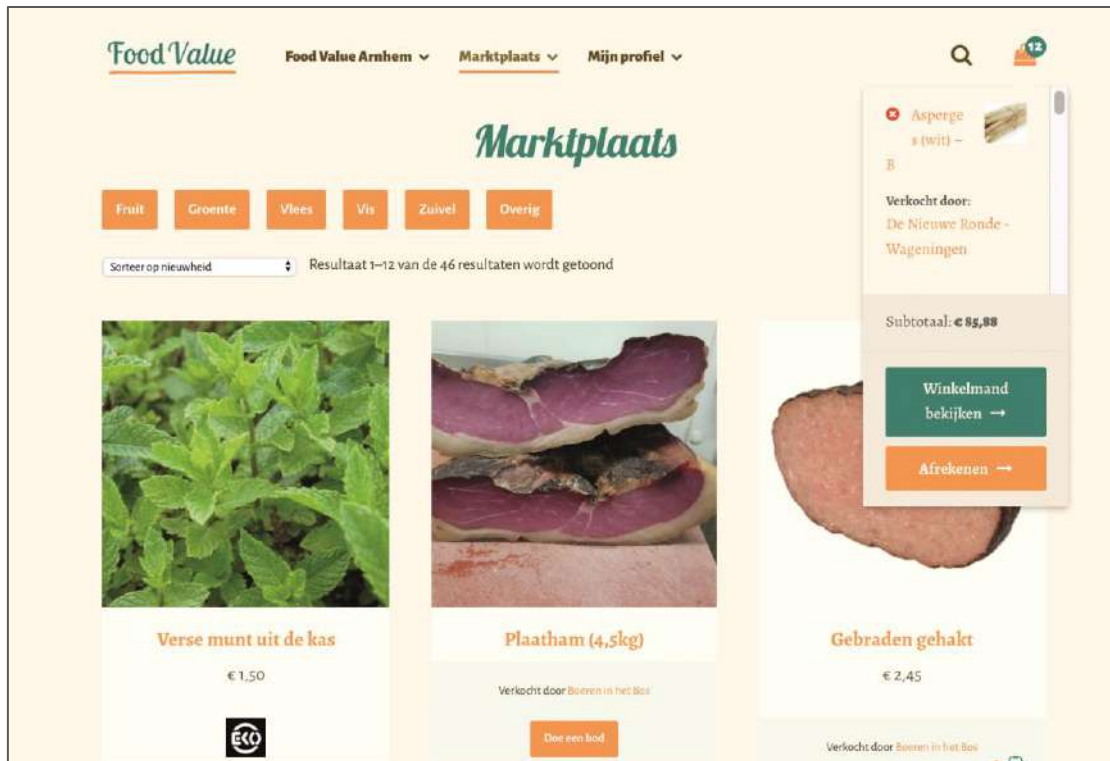 Food Value
Food Value Arnhem
Marktplaats
Mijn profiel
12
Marktplaats
Fruit
Groente
Vlees
Vis
Zuivel
Overig
Sorteer op nieuwheid
Resultaat 1–12 van de 46 resultaten wordt getoond
Asperge
s (wit) –
B
Verkocht door:
De Nieuwe Ronde -
Wageningen
Subtotaal: € 85,88
Winkelmand
bekijken →
Afrekenen →
Verse munt uit de kas
€ 1,50
EKO
Plaatham (4,5kg)
Verkocht door Boeren in het Bos
Doe een bod
Gebraden gehakt
€ 2,45
Verkocht door Boeren in het Bos